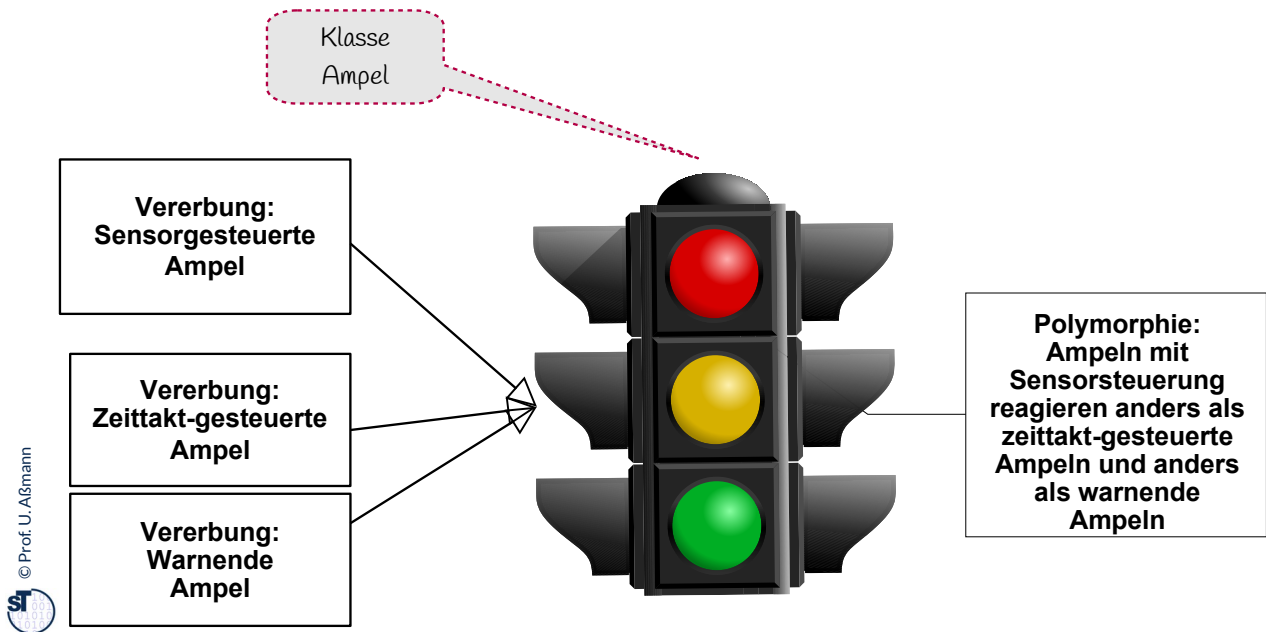 Klasse
Ampel
Vererbung:
Sensorgesteuerte
Ampel
Vererbung:
Zeittakt-gesteuerte
Ampel
Vererbung:
Warnende
Ampel
Polymorphie:
Ampeln mit
Sensorsteuerung
reagieren anders als
zeittakt-gesteuerte
Ampeln und anders
als warnende
Ampeln
© Prof. U. Aßmann
ST